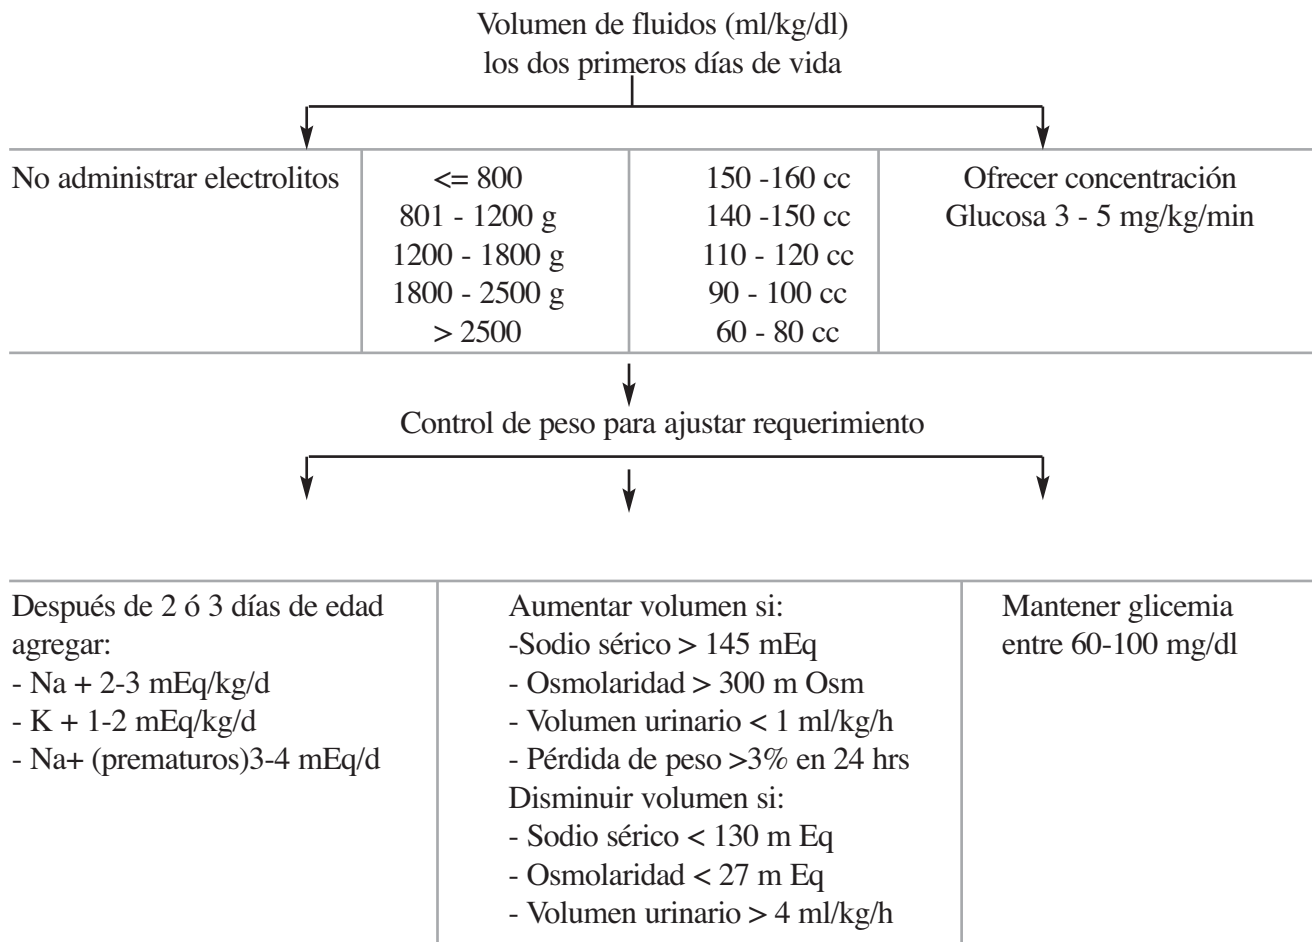 Volumen de fluidos (ml/kg/dl)
los dos primeros días de vida
No administrar electrolitos
<= 800
801 - 1200 g
1200 - 1800 g
1800 - 2500 g
> 2500
150 -160 cc
140 -150 cc
110 - 120 cc
90 - 100 cc
60 - 80 cc
Ofrecer concentración
Glucosa 3 - 5 mg/kg/min
Control de peso para ajustar requerimiento
Después de 2 ó 3 días de edad
agregar:
- Na + 2-3 mEq/kg/d
- K + 1-2 mEq/kg/d
- Na+ (prematuros)3-4 mEq/d
Aumentar volumen si:
-Sodio sérico > 145 mEq
- Osmolaridad > 300 m Osm
- Volumen urinario < 1 ml/kg/h
- Pérdida de peso >3% en 24 hrs
Disminuir volumen si:
- Sodio sérico < 130 m Eq
- Osmolaridad < 27 m Eq
- Volumen urinario > 4 ml/kg/h
Mantener glicemia
entre 60-100 mg/dl